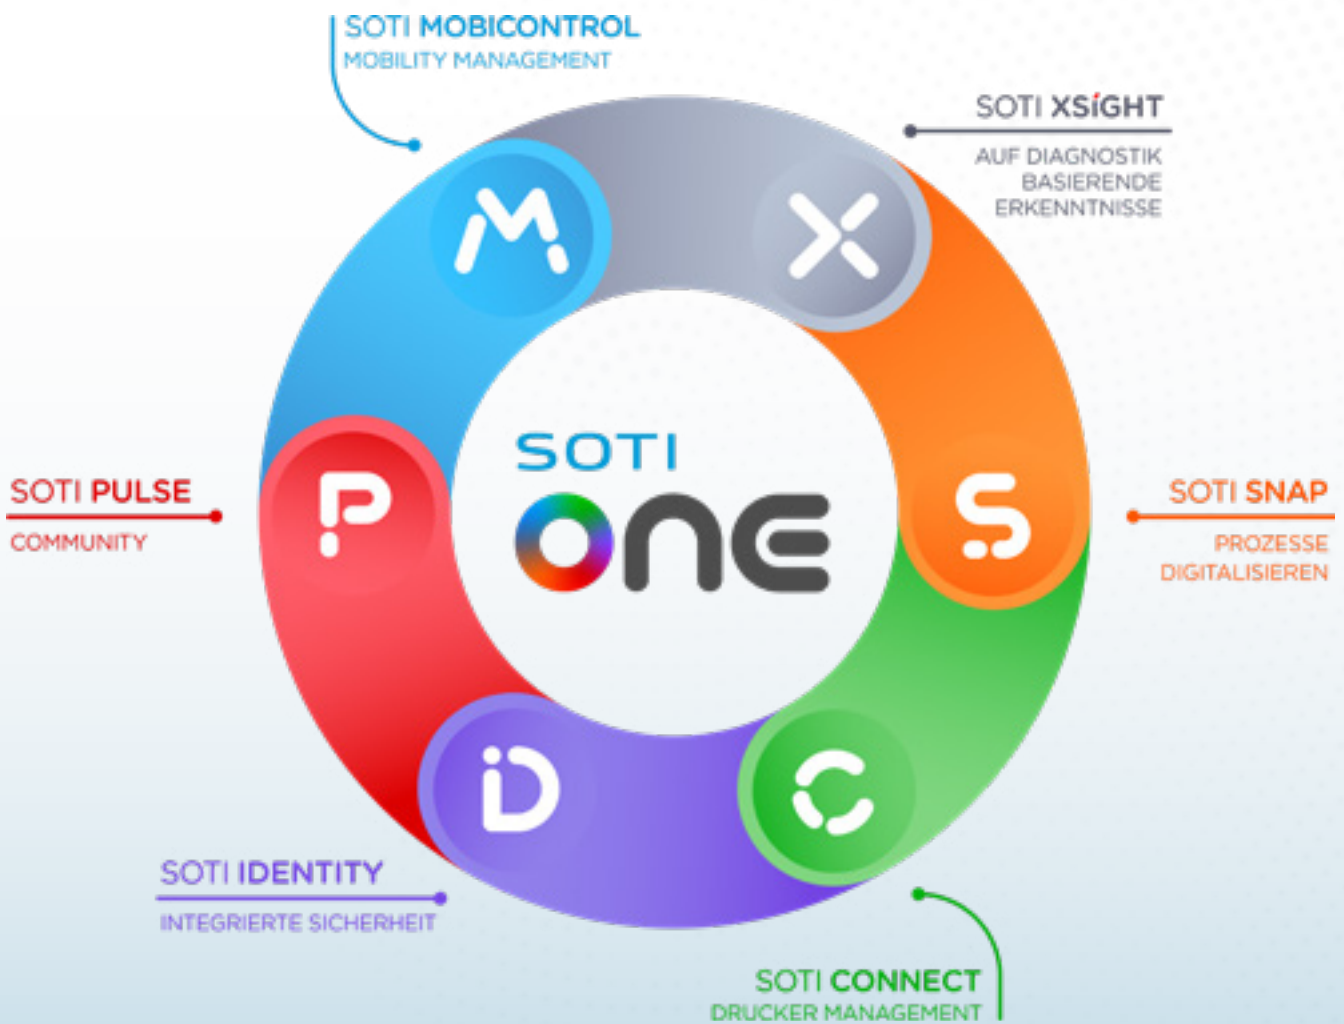 SOTI MOBICONTROL
MOBILITY MANAGEMENT
SOTI XSiGHT
AUF DIAGNOSTIK
BASIERENDE
ERKENNTNISSE
M
X
SOTI
ONE
SOTI PULSE
COMMUNITY
P
S
SOTI SNAP
PROZESSE
DIGITALISIEREN
iD
C
SOTI IDENTITY
INTEGRIERTE SICHERHEIT
SOTI CONNECT
DRUCKER MANAGEMENT